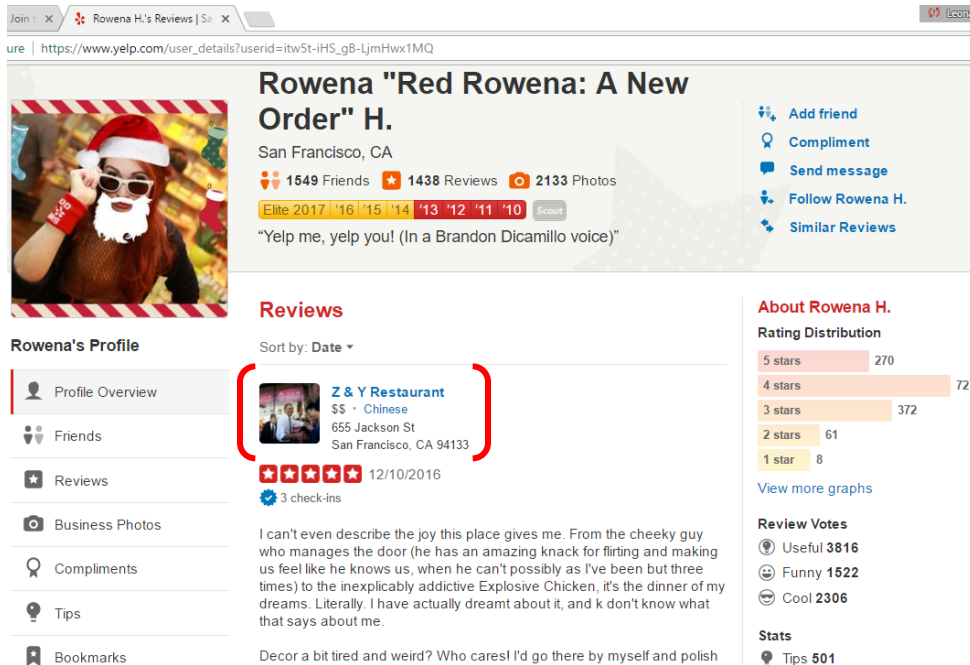 Join t
Rowena H.'s Reviews | Sa
Leona
ure | https://www.yelp.com/user_details?userid=itw5t-iHS_gB-LjmHwx1MQ
Rowena "Red Rowena: A New
Order" H.
San Francisco, CA
1549 Friends 1438 Reviews 2133 Photos
Elite 2017 '16 '15 '14 '13 '12 '11 '10 Scout
“Yelp me, yelp you! (In a Brandon Dicamillo voice)”
Add friend
Compliment
Send message
Follow Rowena H.
Similar Reviews
Rowena's Profile
Profile Overview
Friends
Reviews
Business Photos
Compliments
Tips
Bookmarks
Reviews
Sort by: Date
Z & Y Restaurant
$$ · Chinese
655 Jackson St
San Francisco, CA 94133
12/10/2016
3 check-ins
I can't even describe the joy this place gives me. From the cheeky guy
who manages the door (he has an amazing knack for flirting and making
us feel like he knows us, when he can't possibly as I've been but three
times) to the inexplicably addictive Explosive Chicken, it's the dinner of my
dreams. Literally. I have actually dreamt about it, and k don't know what
that says about me.
Decor a bit tired and weird? Who cares! I'd go there by myself and polish
About Rowena H.
Rating Distribution
5 stars 270
4 stars 72
3 stars 372
2 stars 61
1 star 8
View more graphs
Review Votes
Useful 3816
Funny 1522
Cool 2306
Stats
Tips 501